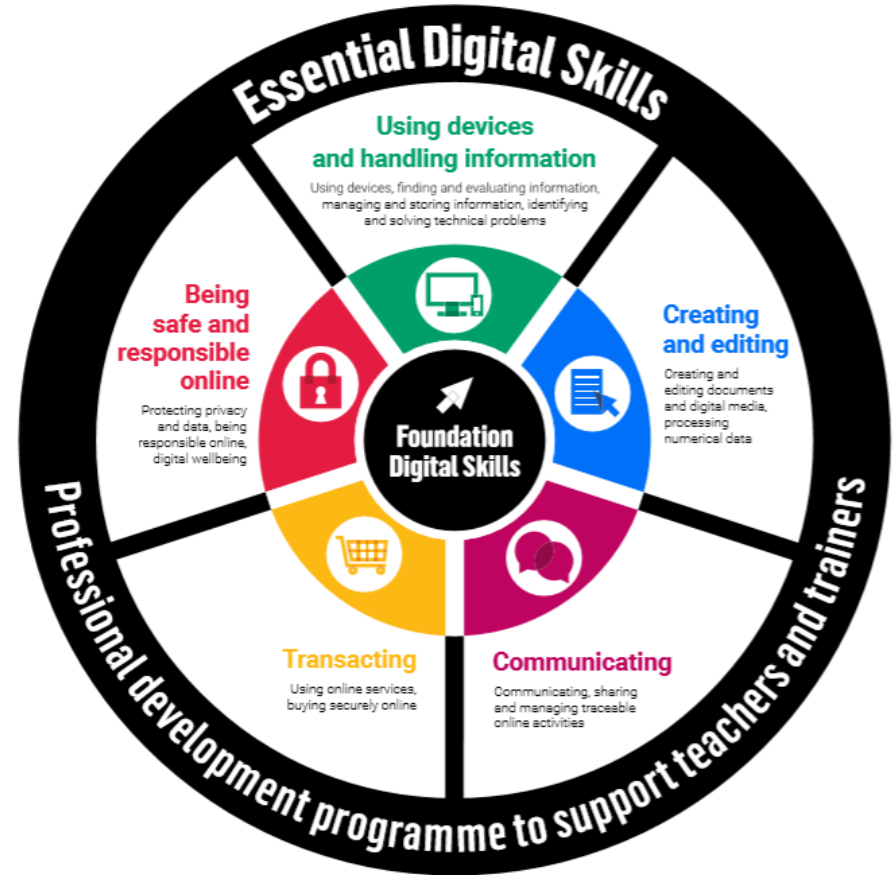 Essential Digital Skills
Using devices
and handling information
Using devices, finding and evaluating information,
managing and storing information, identifying
and solving technical problems
Being
safe and
responsible
online
Protecting privacy
and data, being
responsible online,
digital wellbeing
Creating
and editing
Creating and
editing documents
and digital media,
processing
numerical data
Foundation
Digital Skills
Transacting
Using online services,
buying securely online
Communicating
Communicating, sharing
and managing traceable
online activities
Professional development programme to support teachers and trainers